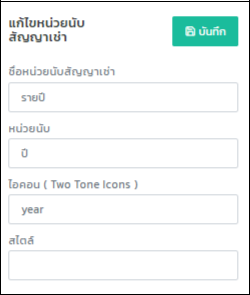 แก้ไขหน่วยนับ
สัญญาเช่า
บันทึก
ชื่อหน่วยนับสัญญาเช่า
รายปี
หน่วยนับ
ปี
ไอคอน ( Two Tone Icons )
year
สไตล์